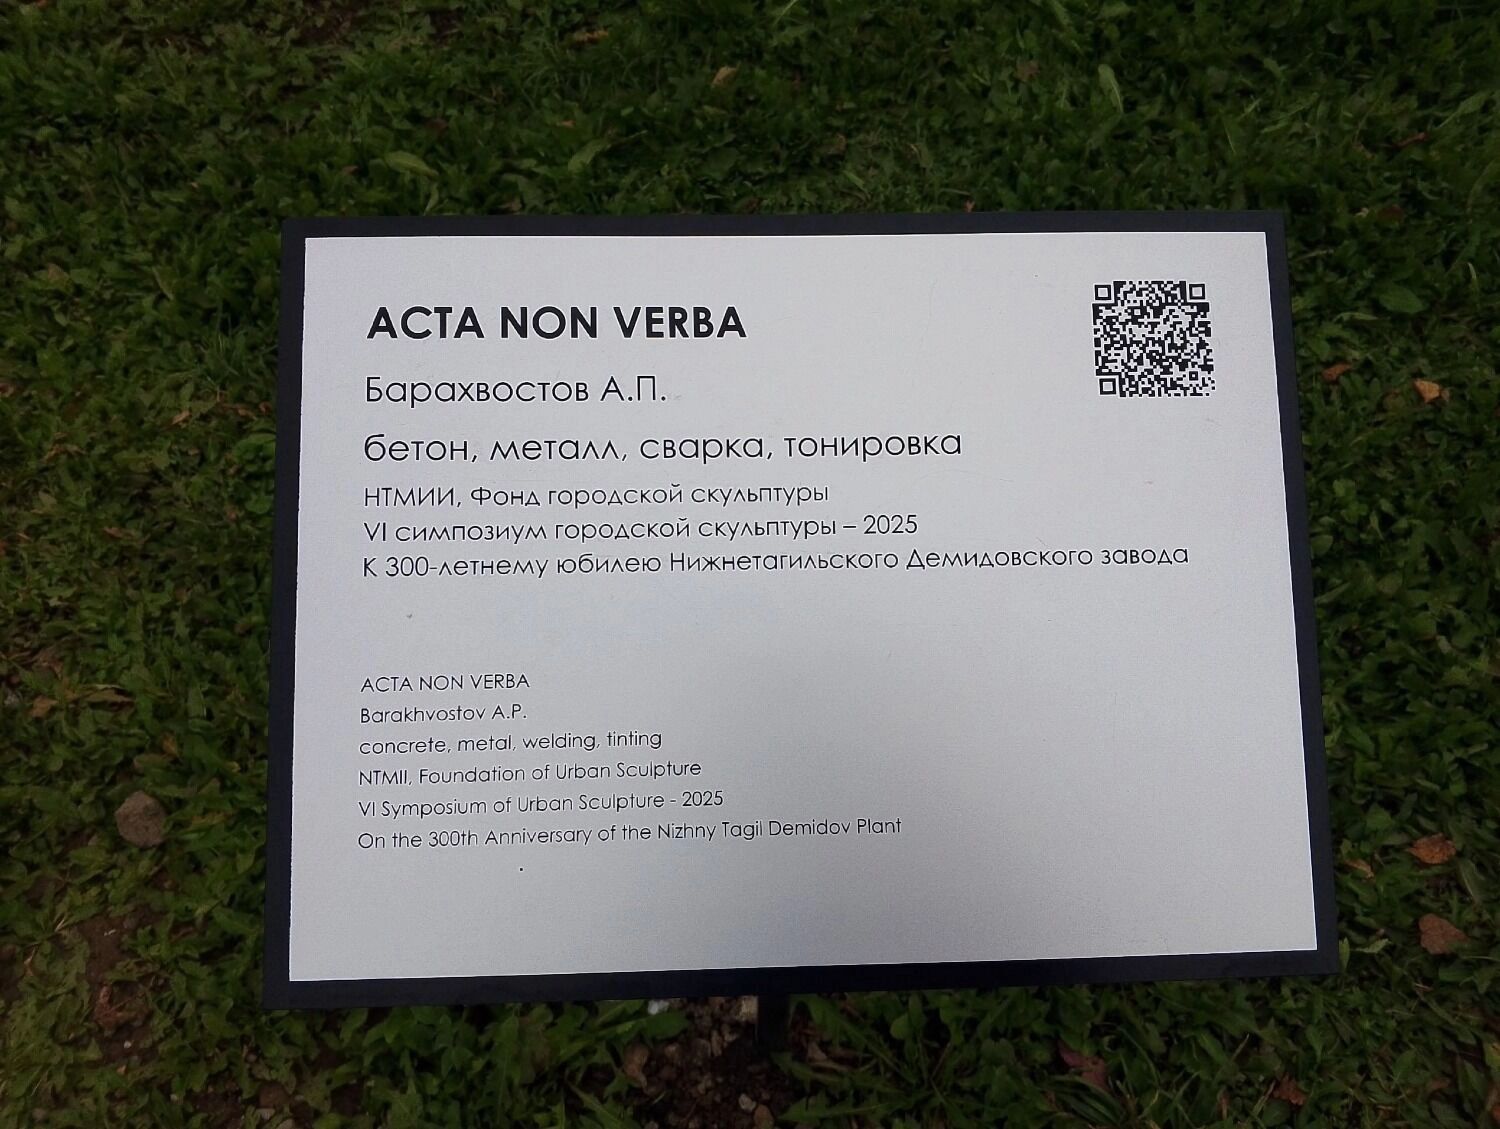 ACTA NON VERBA
Барахвостов А.П.
бетон, металл, сварка, тонировка
НТМИИ, Фонд городской скульптуры
VI симпозиум городской скульптуры – 2025
К 300-летнему юбилею Нижнетагильского Демидовского завода
ACTA NON VERBA
Barakhvostov A.P.
concrete, metal, welding, tinting
NTMII, Foundation of Urban Sculpture
VI Symposium of Urban Sculpture - 2025
On the 300th Anniversary of the Nizhny Tagil Demidov Plant